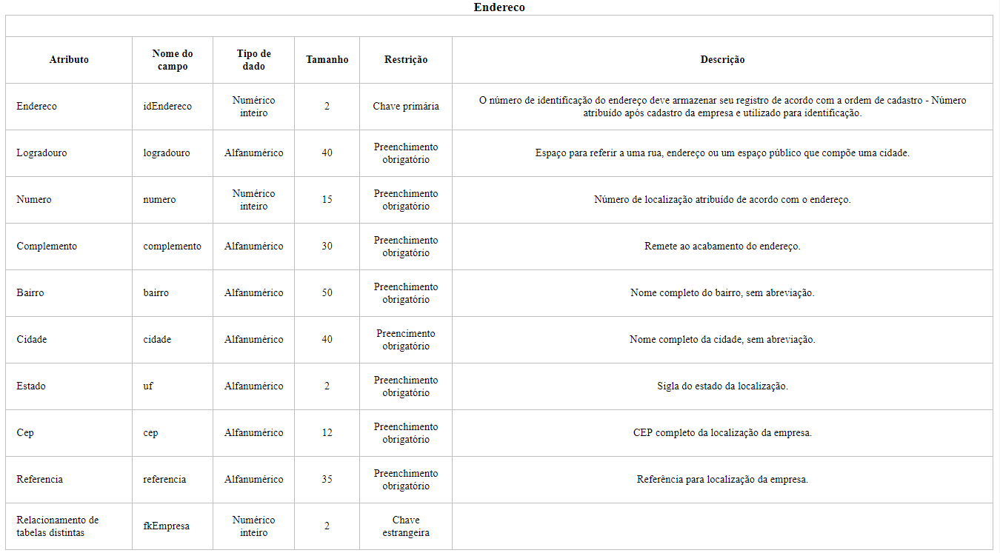 Endereco
Atributo
Nome do
campo
Tipo de
dado
Tamanho
Restrição
Descrição
Endereco
idEndereco
Numérico
inteiro
2
Chave primária
O número de identificação do endereço deve armazenar seu registro de acordo com a ordem de cadastro - Número
atribuído após cadastro da empresa e utilizado para identificação.
Logradouro
logradouro
Alfanumérico
40
Preenchimento
obrigatório
Espaço para referir a uma rua, endereço ou um espaço público que compõe uma cidade.
Numero
numero
Numérico
inteiro
15
Preenchimento
obrigatório
Número de localização atribuído de acordo com o endereço.
Complemento
complemento
Alfanumérico
30
Preenchimento
obrigatório
Remete ao acabamento do endereço.
Bairro
bairro
Alfanumérico
50
Preenchimento
obrigatório
Nome completo do bairro, sem abreviação.
Cidade
cidade
Alfanumérico
40
Preencimento
obrigatório
Nome completo da cidade, sem abreviação.
Estado
uf
Alfanumérico
2
Preenchimento
obrigatório
Sigla do estado da localização.
Cep
cep
Alfanumérico
12
Preenchimento
obrigatório
CEP completo da localização da empresa.
Referencia
referencia
Alfanumérico
35
Preenchimento
obrigatório
Referência para localização da empresa.
Relacionamento de
tabelas distintas
fkEmpresa
Numérico
inteiro
2
Chave
estrangeira